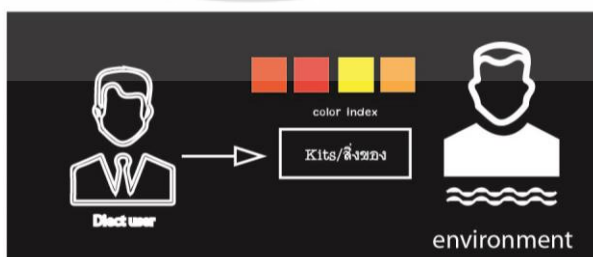 color Index
Kits/สิ่งของ
Diect user
environment